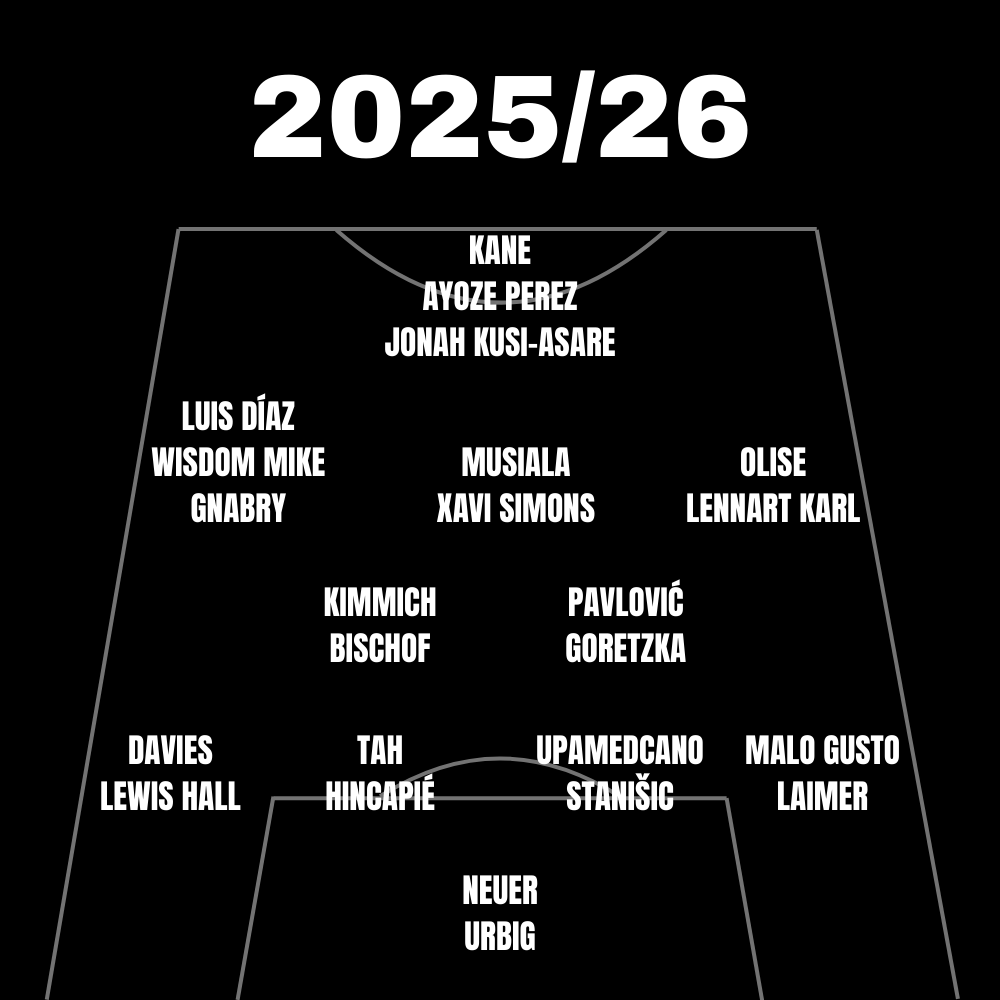 2025/26
KANE
AYOZE PEREZ
JONAH KUSI-ASARE
LUIS DÍAZ
WISDOM MIKE
GNABRY
MUSIALA
XAVI SIMONS
OLISE
LENNART KARL
KIMMICH
BISCHOF
PAVLOVIĆ
GORETZKA
DAVIES
LEWIS HALL
TAH
HINCAPIÉ
UPAMEDCANO
STANIŠIC
MALO GUSTO
LAIMER
NEUER
URBIG